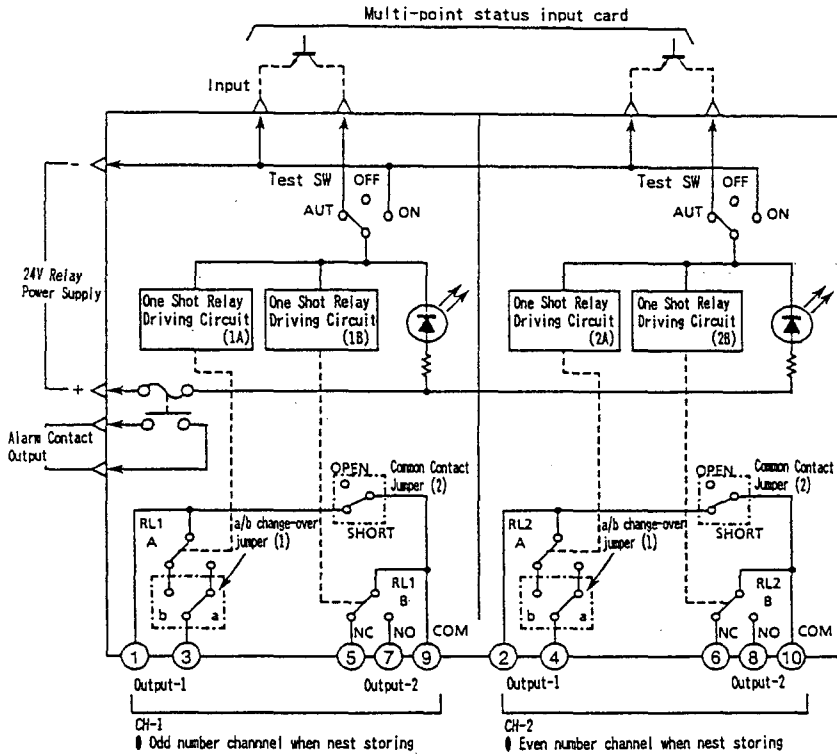 Multi-point status input card
Input
-
Test SW
OFF
AUT
ON
Test SW
OFF
AUT
ON
24V Relay
Power Supply
One Shot Relay
Driving Circuit
(1A)
One Shot Relay
Driving Circuit
(1B)
One Shot Relay
Driving Circuit
(2A)
One Shot Relay
Driving Circuit
(2B)
+
Alarm Contact
Output
OPEN
Common Contact
Jumper (2)
SHORT
RL1
A
a/b change-over
jumper (1)
b
a
RL1
B
NC
NO
COM
OPEN
Common Contact
Jumper (2)
SHORT
RL2
A
a/b change-over
jumper (1)
b
a
RL2
B
NC
NO
COM
1
3
5
7
9
2
4
6
8
10
Output-1
Output-2
Output-1
Output-2
CH-1
Odd number channnel when nest storing
CH-2
Even number channel when nest storing